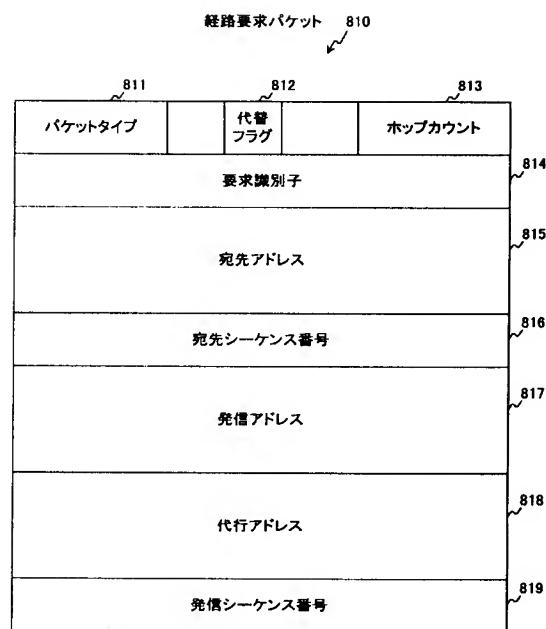 経路要求パケット 810
811 812 813
パケットタイプ 代替フラグ ホップカウント
要求識別子 814
宛先アドレス 815
宛先シーケンス番号 816
発信アドレス 817
代行アドレス 818
発信シーケンス番号 819